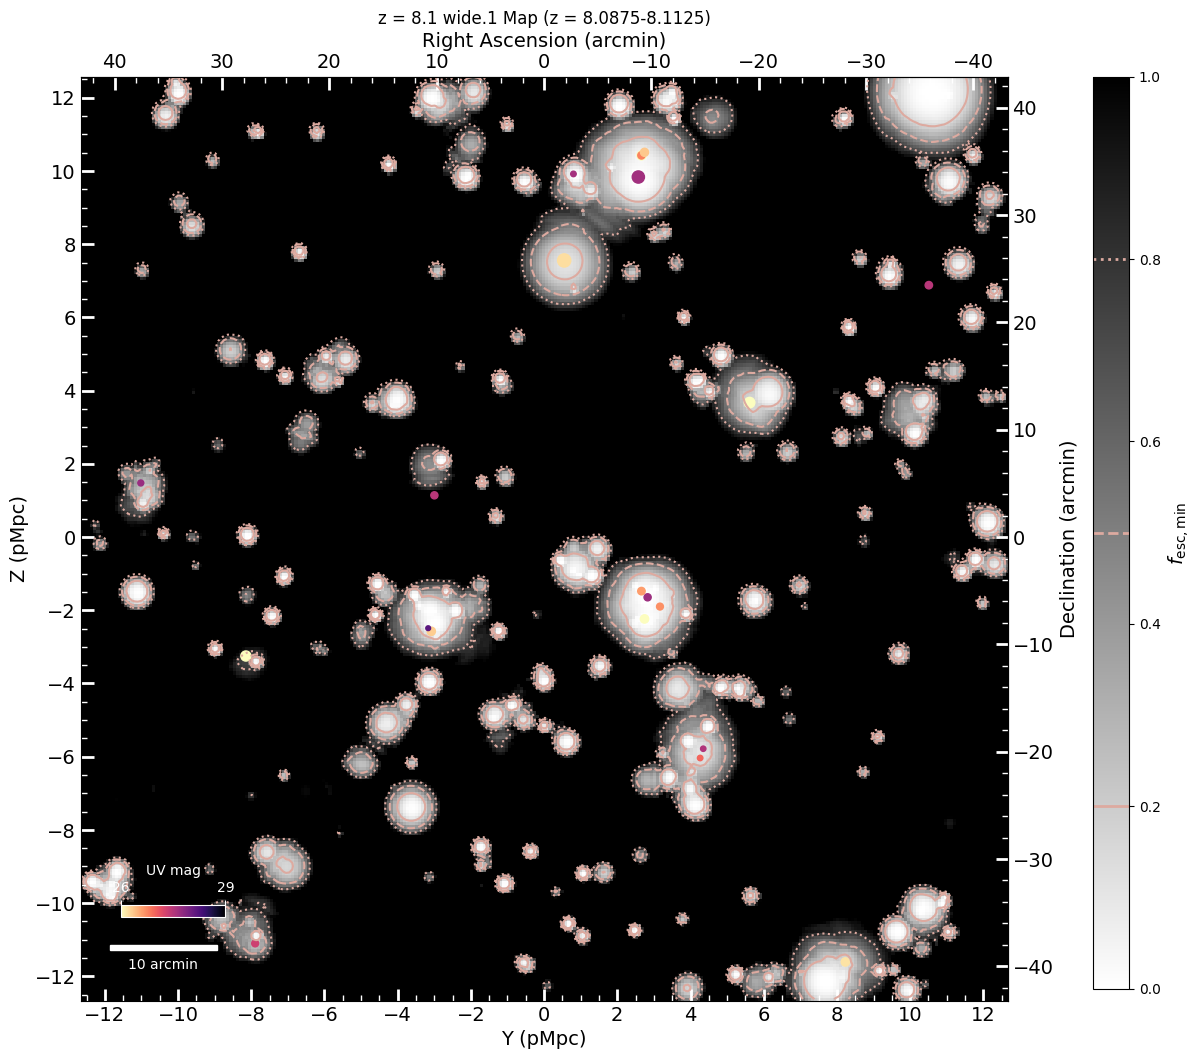 z = 8.1 wide.1 Map (z = 8.0875-8.1125)
Right Ascension (arcmin)
40 30 20 10 0 −10 −20 −30 −40
12
10
8
6
4
2
0
−2
−4
−6
−8
−10
−12
Z (pMpc)
40
30
20
10
0
−10
−20
−30
−40
Declination (arcmin)
1.0
0.8
0.6
0.4
0.2
0.0
fesc,min
UV mag
26 29
10 arcmin
−12 −10 −8 −6 −4 −2 0 2 4 6 8 10 12
Y (pMpc)